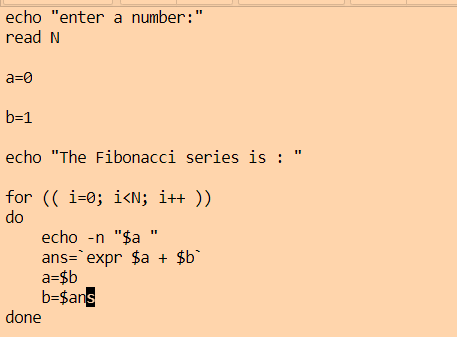 echo "enter a number:"
read N
a=0
b=1
echo "The Fibonacci series is : "
for (( i=0; i<N; i++ ))
do
    echo -n "$a "
    ans=`expr $a + $b`
    a=$b
    b=$ans
done